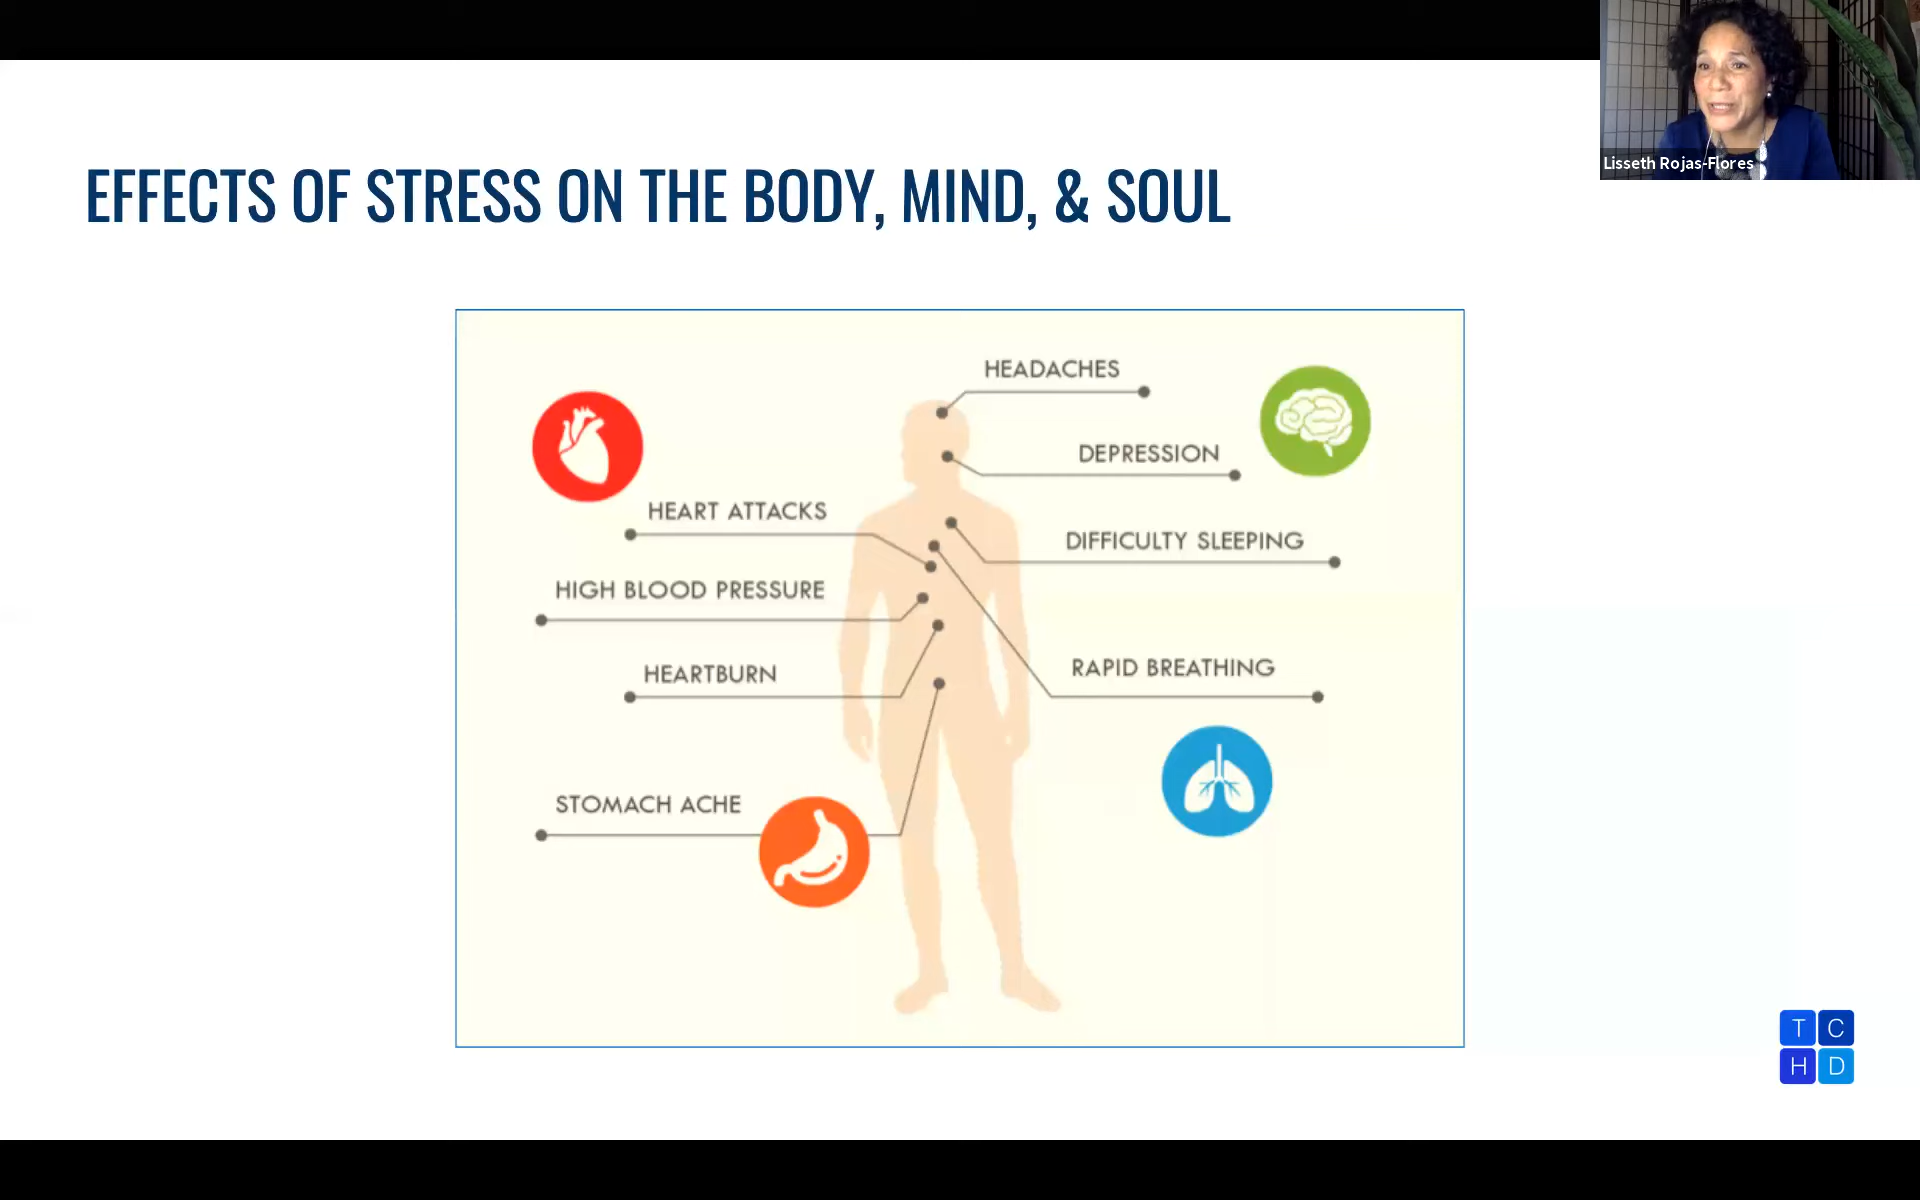 Lisseth Rojas-Flores
EFFECTS OF STRESS ON THE BODY, MIND, & SOUL
HEADACHES
DEPRESSION
HEART ATTACKS
DIFFICULTY SLEEPING
HIGH BLOOD PRESSURE
HEARTBURN
RAPID BREATHING
STOMACH ACHE
T C
H D